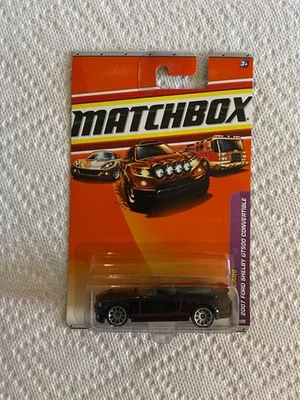 3+
MATCHBOX
2007 FORD SHELBY GT500 CONVERTIBLE